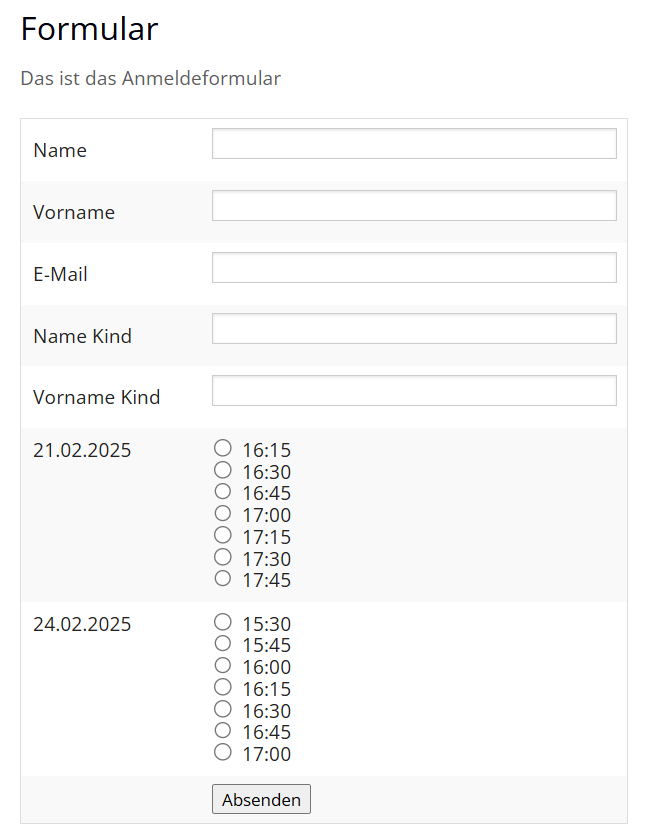 Formular
Das ist das Anmeldeformular
Name
Vorname
E-Mail
Name Kind
Vorname Kind
21.02.2025
16:15
16:30
16:45
17:00
17:15
17:30
17:45
24.02.2025
15:30
15:45
16:00
16:15
16:30
16:45
17:00
Absenden